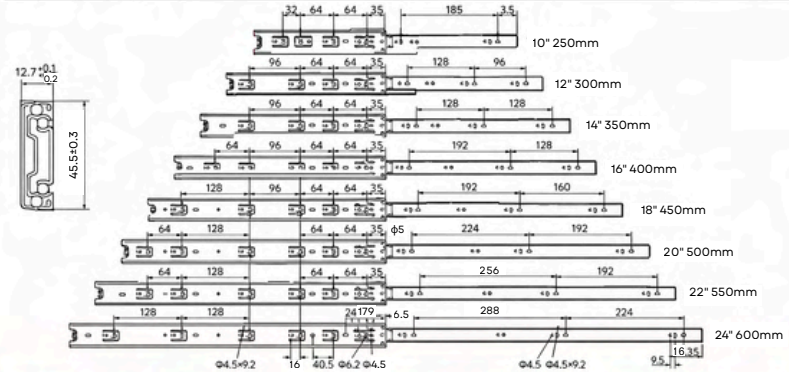 32 64 64 35 185 3.5
10" 250mm
12.7 +0.1 0.2
96 64 64 35 128 96
12" 300mm
96 64 64 35 128 128
14" 350mm
45.5±0.3
64 96 64 64 35 192 128
16" 400mm
128 96 64 64 35 192 160
18" 450mm
64 128 64 64 35 ϕ5 224 192
20" 500mm
64 128 64 64 35 256 192
22" 550mm
128 128 24 179 6.5 288 224
24" 600mm
Φ4.5×9.2 16 40.5 Φ6.2 Φ4.5 Φ4.5 Φ4.5×9.2 9.5 16.35